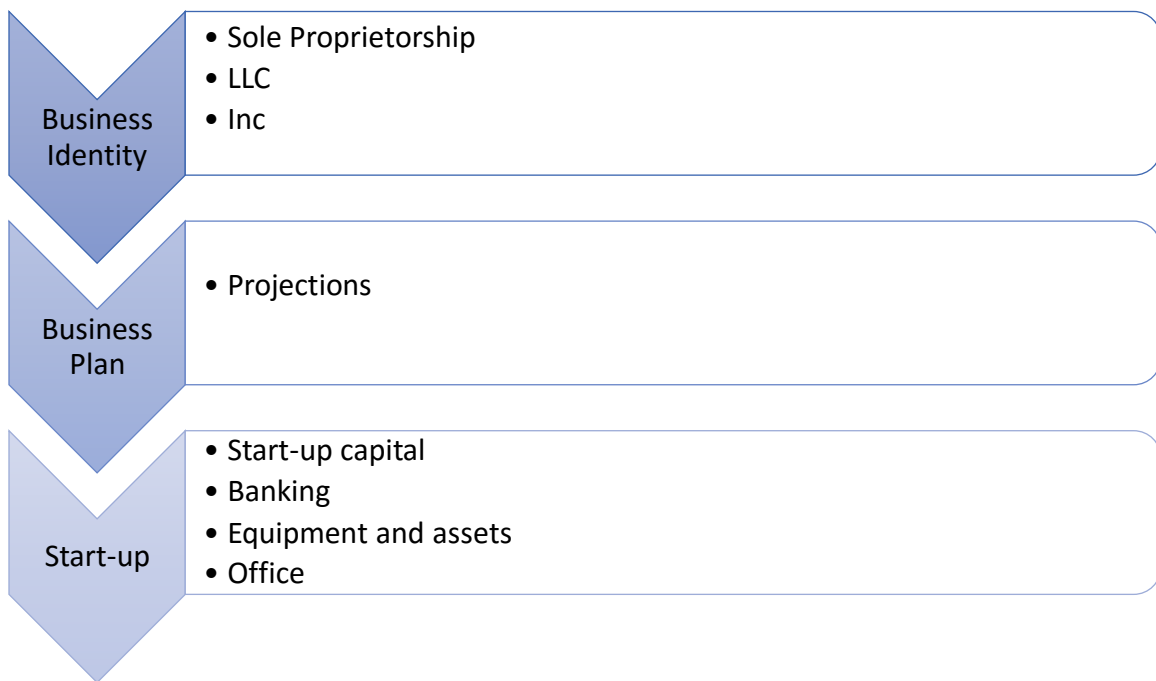 Business
Identity
• Sole Proprietorship
• LLC
• Inc
Business
Plan
• Projections
Start-up
• Start-up capital
• Banking
• Equipment and assets
• Office